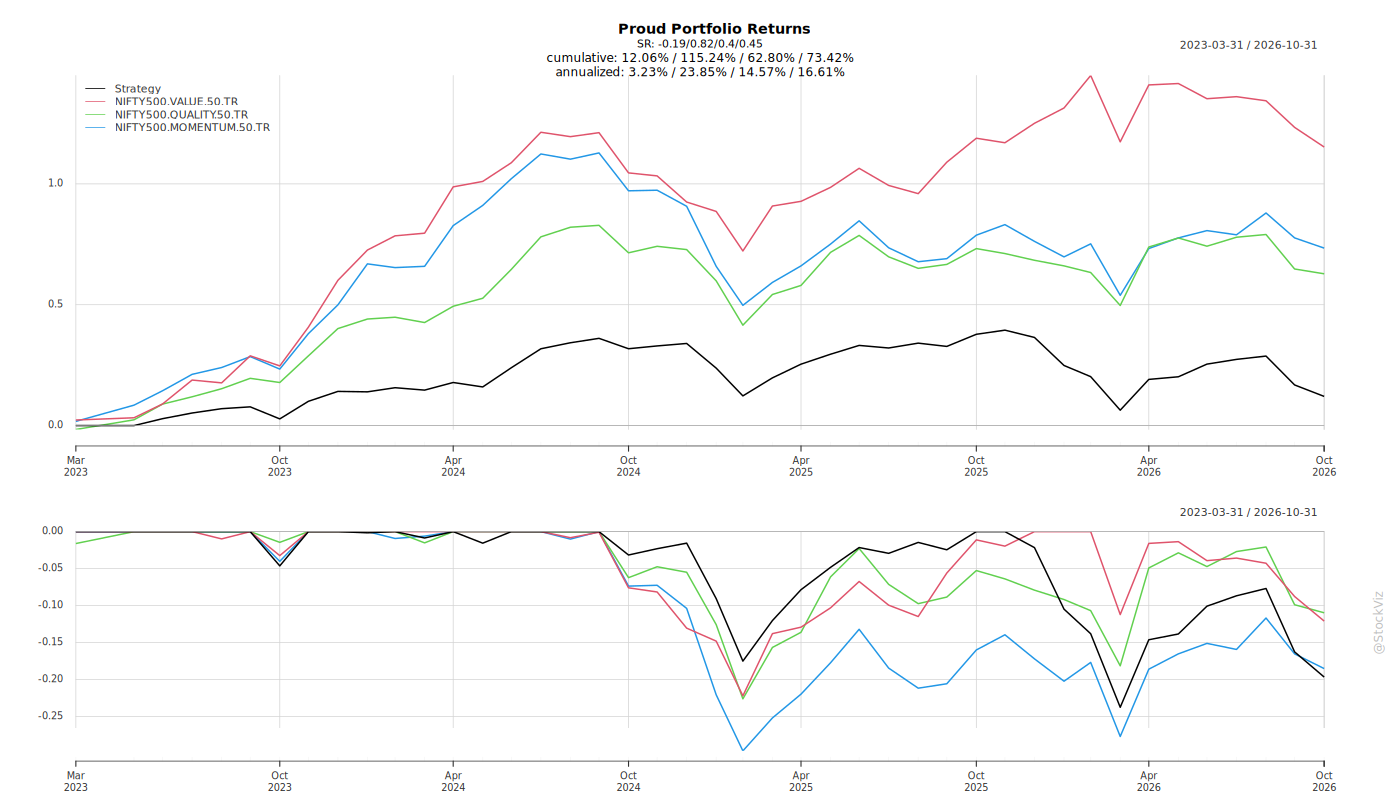 Proud Portfolio Returns
SR: -0.19/0.82/0.4/0.45
2023-03-31 / 2026-10-31
cumulative: 12.06% / 115.24% / 62.80% / 73.42%
annualized: 3.23% / 23.85% / 14.57% / 16.61%
Strategy
NIFTY500.VALUE.50.TR
NIFTY500.QUALITY.50.TR
NIFTY500.MOMENTUM.50.TR
1.0
0.5
0.0
Mar Oct Apr Oct Apr Oct Apr Oct
2023 2023 2024 2024 2025 2025 2026 2026
2023-03-31 / 2026-10-31
0.00
-0.05
-0.10
-0.15
-0.20
-0.25
Mar Oct Apr Oct Apr Oct Apr Oct
2023 2023 2024 2024 2025 2025 2026 2026
@StockViz